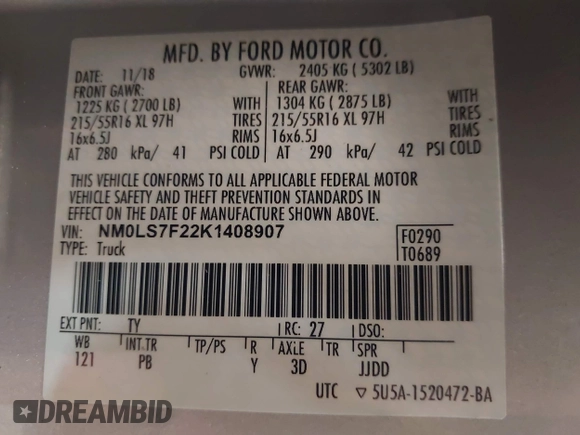 MFD. BY FORD MOTOR CO.
DATE: 11/18 GVWR: 2405 KG ( 5302 LB)
FRONT GAWR: REAR GAWR:
1225 KG ( 2700 LB) WITH 1304 KG ( 2875 LB) WITH
215/55R16 XL 97H TIRES 215/55R16 XL 97H TIRES
16x6.5J RIMS 16x6.5J RIMS
AT 280 kPa/ 41 PSI COLD AT 290 kPa/ 42 PSI COLD
THIS VEHICLE CONFORMS TO ALL APPLICABLE FEDERAL MOTOR
VEHICLE SAFETY AND THEFT PREVENTION STANDARDS IN
EFFECT ON THE DATE OF MANUFACTURE SHOWN ABOVE.
VIN: NM0LS7F22K1408907 F0290
TYPE: Truck T0689
EXT PNT: TY RC: 27 DSO:
WB INT TR TP/PS R AXLE TR SPR
121 PB Y 3D JJDD
UTC ▽ 5U5A-1520472-BA
DREAMBID